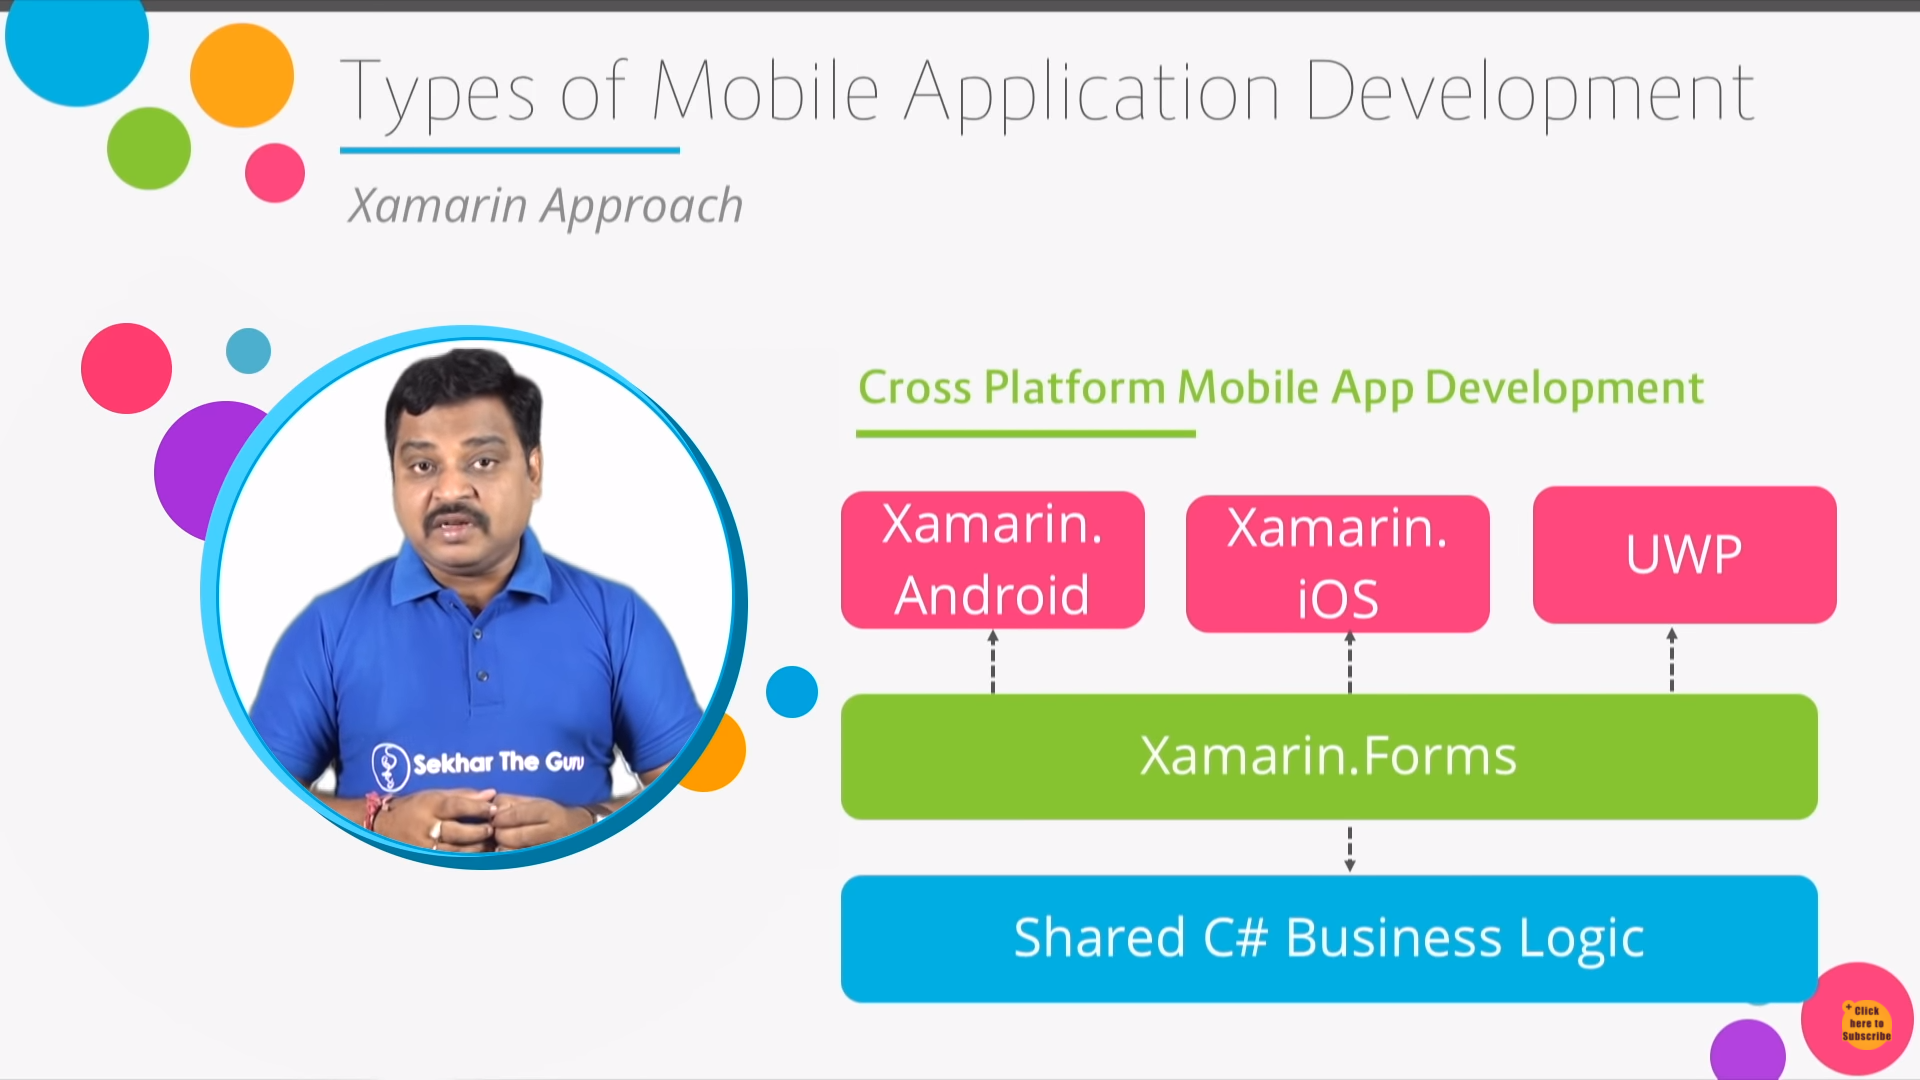 Types of Mobile Application Development
Xamarin Approach
Cross Platform Mobile App Development
Xamarin.
Android
Xamarin.
iOS
UWP
Xamarin.Forms
Shared C# Business Logic
Sekhar The Guru
+ Click
here to
Subscribe